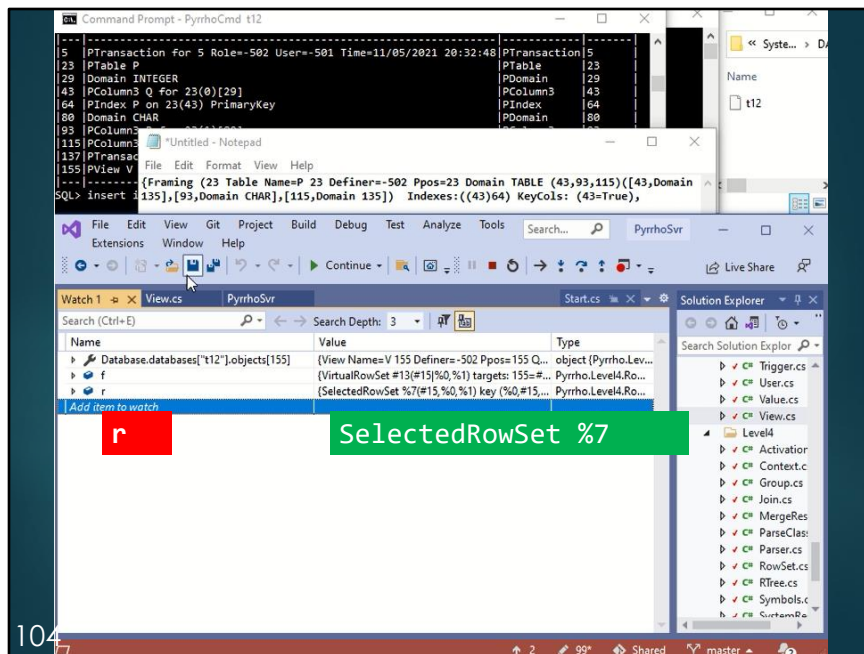 Command Prompt - PyrrhoCmd t12
|---|------------------------------------------------------------|------------|-------|
|5 |PTransaction for 5 Role=-502 User=-501 Time=11/05/2021 20:32:48|PTransaction|5
|23 |PTable P |PTable |23
|29 |Domain INTEGER |PDomain |29
|43 |PColumn3 Q for 23(0)[29] |PColumn3 |43
|64 |PIndex P on 23(43) PrimaryKey |PIndex |64
|80 |Domain CHAR |PDomain |80
|93 |PColumn3
|115|PColumn
|137|PTransac
|155|PView V
|---|--------
SQL> insert i
« Syste... >
Name
t12
*Untitled - Notepad
File Edit Format View Help
{Framing (23 Table Name=P 23 Definer=-502 Ppos=23 Domain TABLE (43,93,115)([43,Domain
135],[93,Domain CHAR],[115,Domain 135]) Indexes:((43)64) KeyCols: (43=True),
File Edit View Git Project Build Debug Test Analyze Tools Search... PyrrhoSvr
Extensions Window Help
Continue Live Share
Watch 1 View.cs PyrrhoSvr Start.cs Solution Explorer
Search (Ctrl+E) Search Depth: 3
Search Solution Explor
Name Value Type
Database.databases["t12"].objects[155] {View Name=V 155 Definer=-502 Ppos=155 Q... object {Pyrrho.Lev...
f {VirtualRowSet #13(#15|%0,%1) targets: 155=#... Pyrrho.Level4.Ro...
r {SelectedRowSet %7(#15,%0,%1) key (%0,#15,... Pyrrho.Level4.Ro...
Add item to watch
r SelectedRowSet %7
C# Trigger.cs
C# User.cs
C# Value.cs
C# View.cs
Level4
C# Activation
C# Context.c
C# Group.cs
C# Join.cs
C# MergeRes
C# ParseClas
C# Parser.cs
C# RowSet.cs
C# RTree.cs
C# Symbols.c
C# SystemRe
104
2 99* Shared master